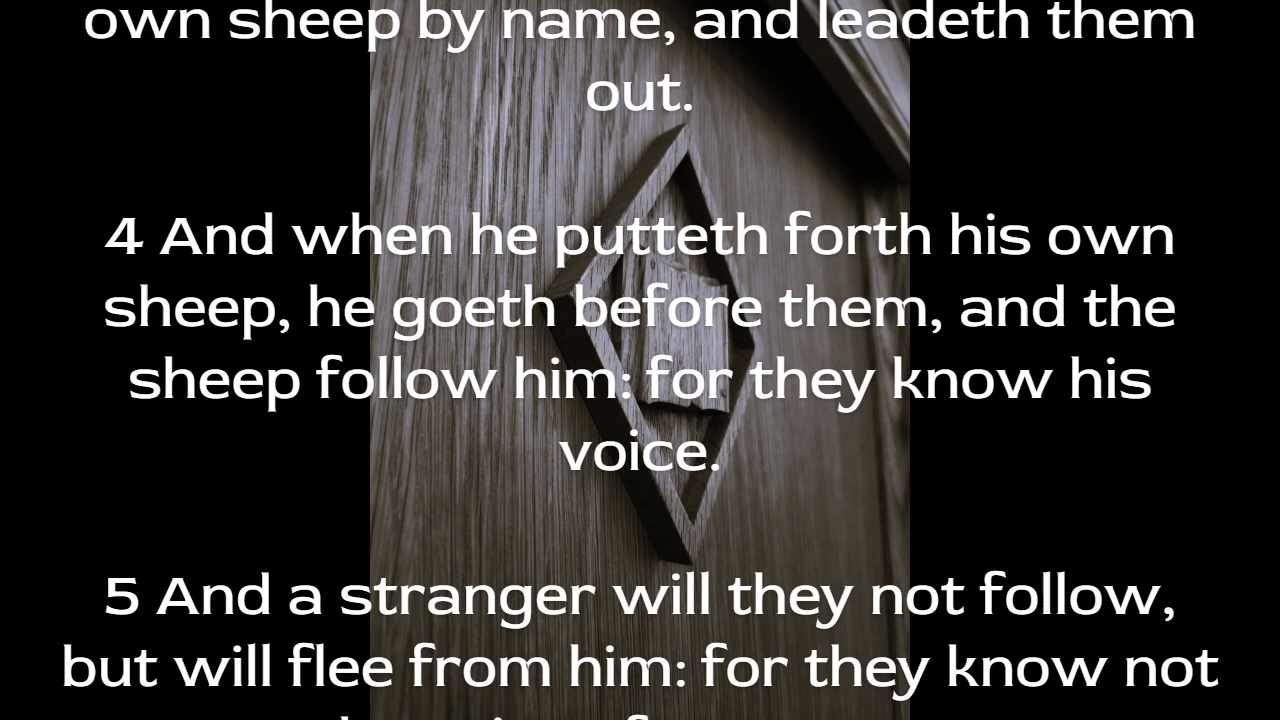 own sheep by name, and leadeth them
out.
4 And when he putteth forth his own
sheep, he goeth before them, and the
sheep follow him: for they know his
voice.
5 And a stranger will they not follow,
but will flee from him: for they know not